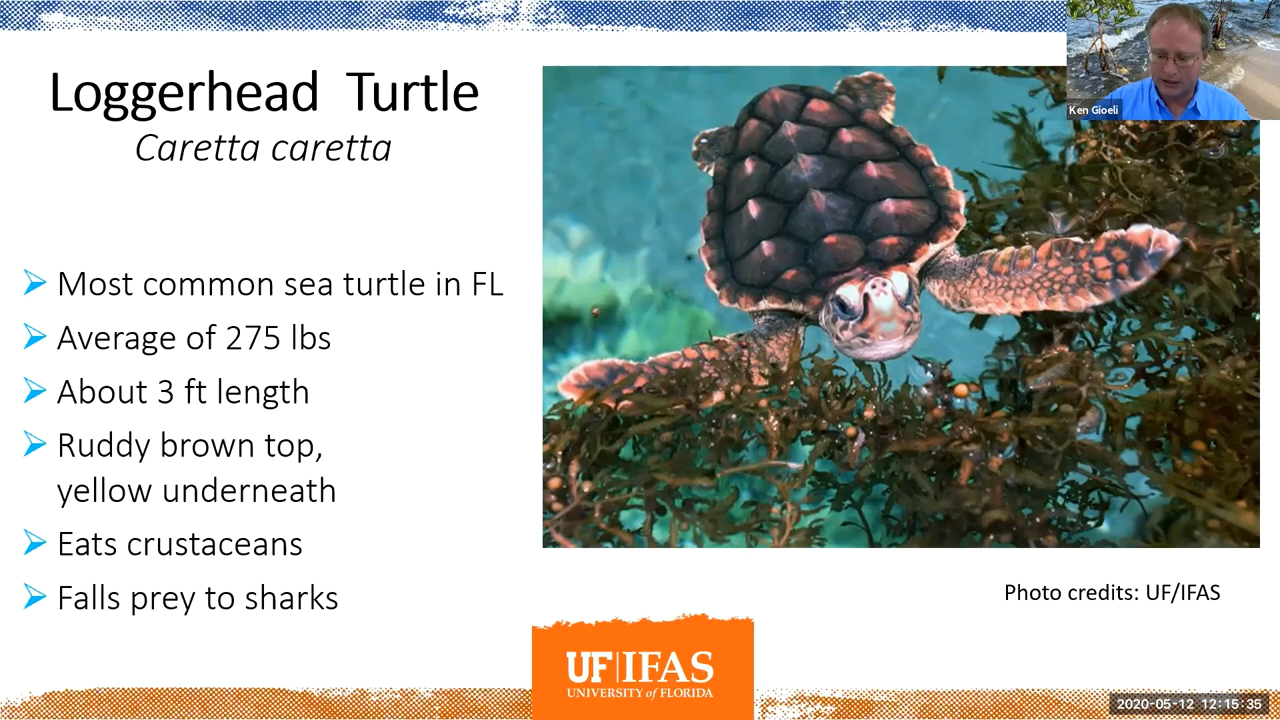 Loggerhead Turtle
Caretta caretta
Most common sea turtle in FL
Average of 275 lbs
About 3 ft length
Ruddy brown top,
yellow underneath
Eats crustaceans
Falls prey to sharks
Ken Gioeli
Photo credits: UF/IFAS
UF|IFAS
UNIVERSITY of FLORIDA
2020-05-12 12:15:35